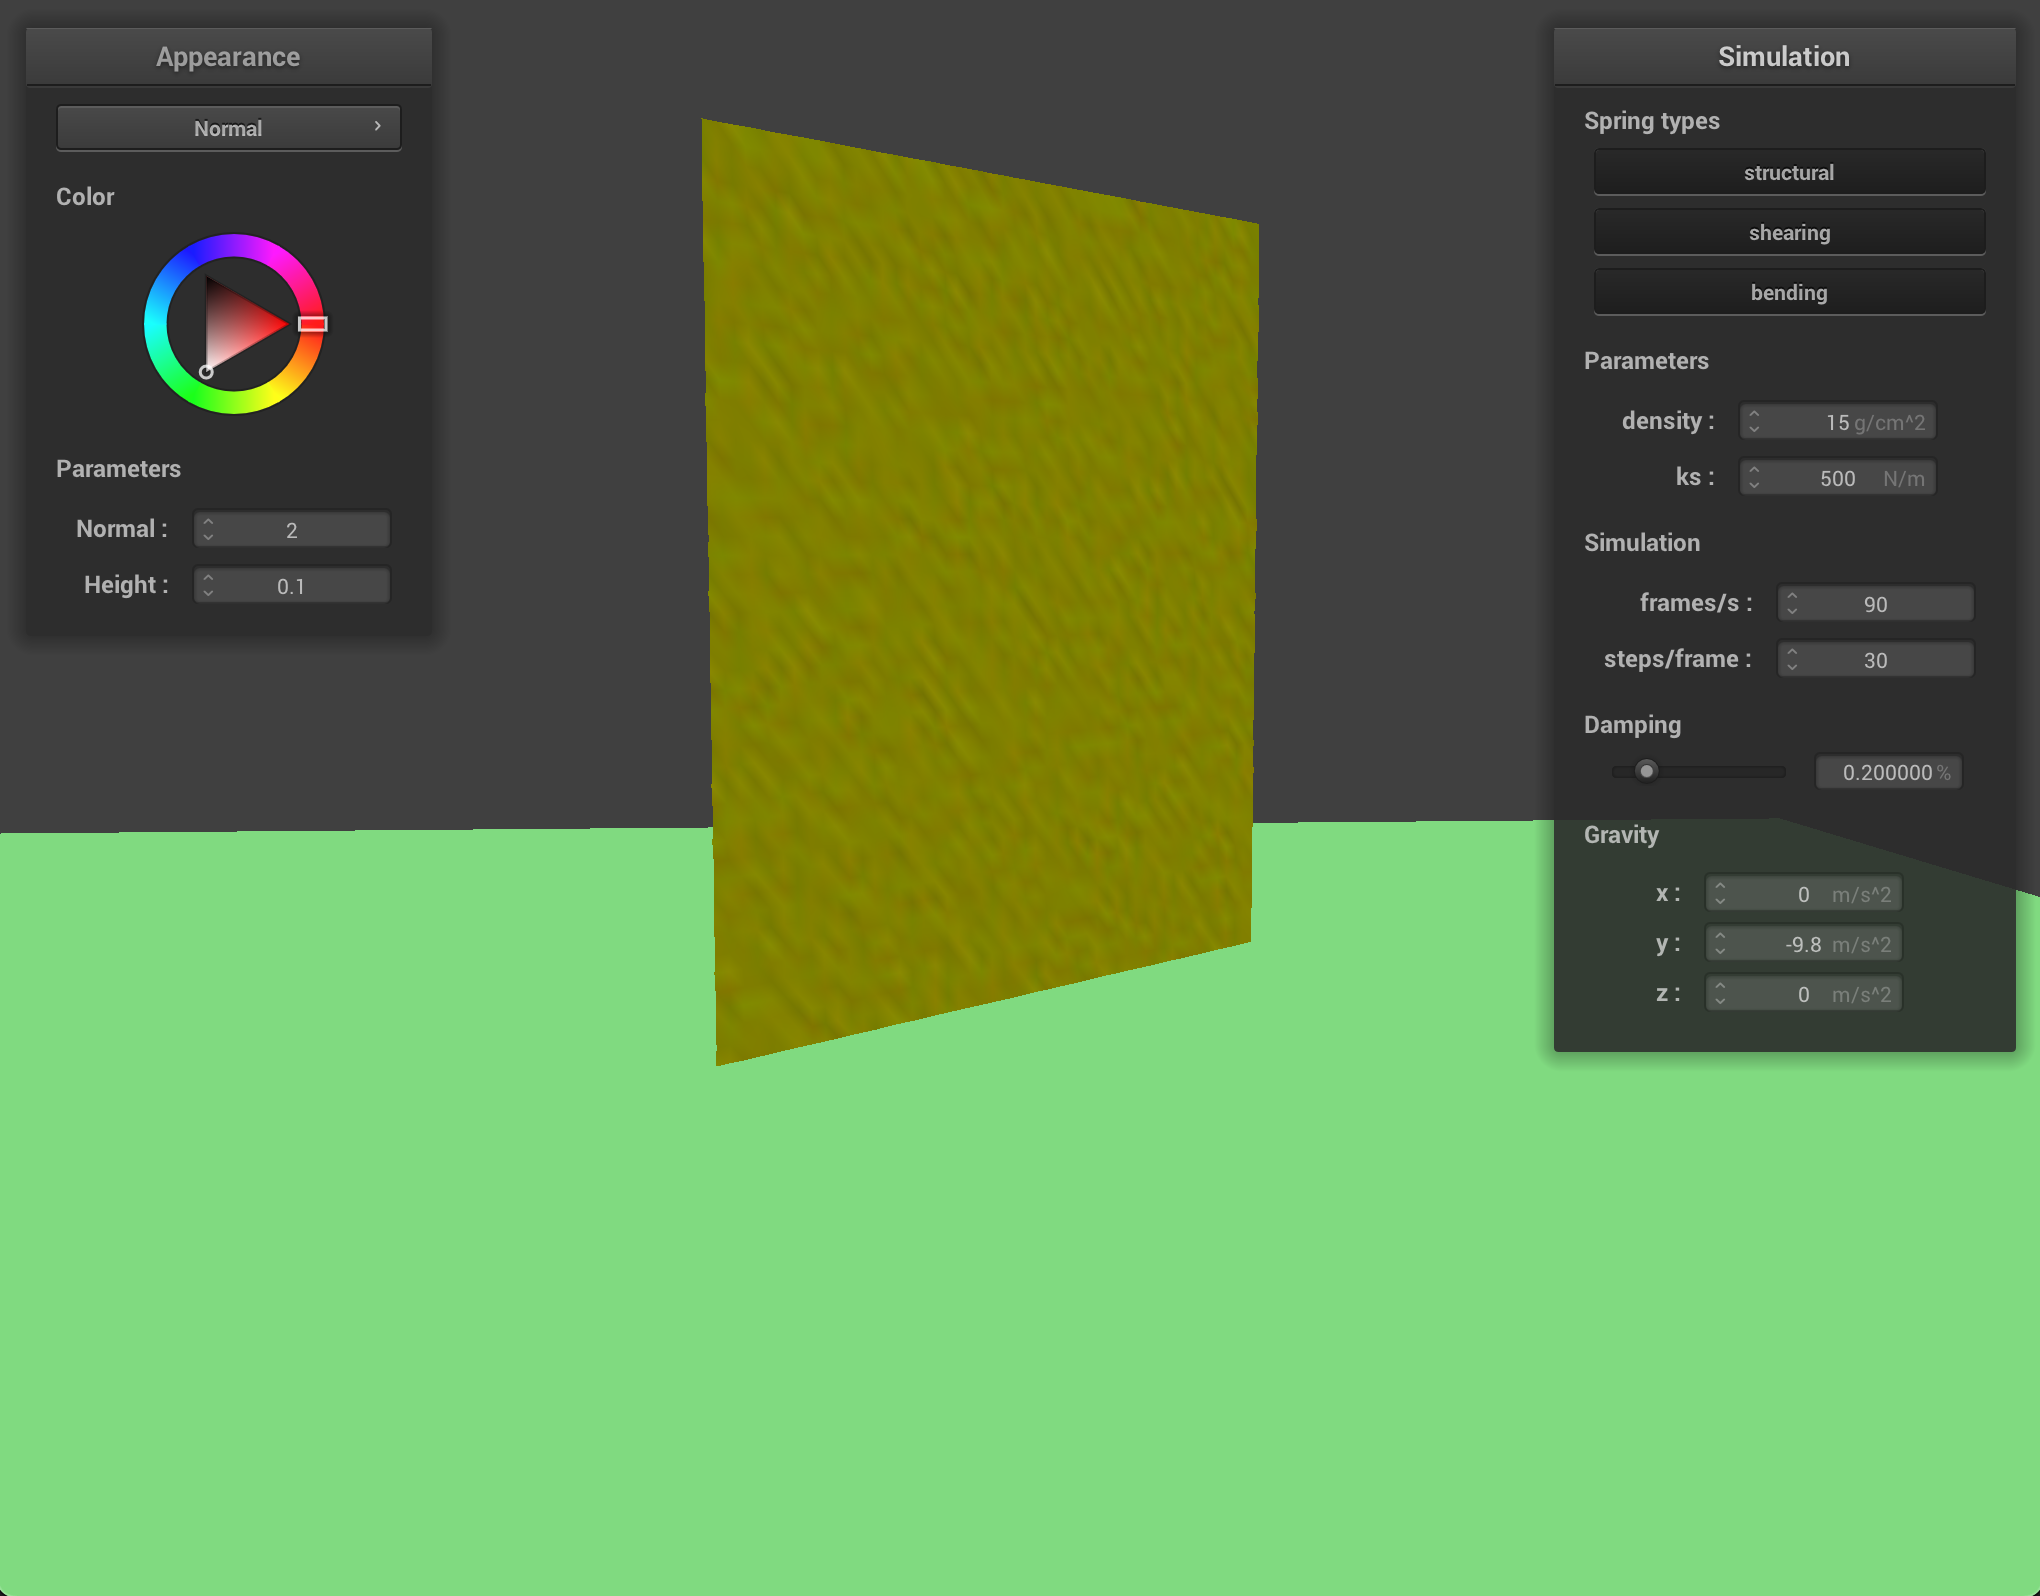 Appearance
Normal
Color
Parameters
Normal : 2
Height : 0.1
Simulation
Spring types
structural
shearing
bending
Parameters
density : 15 g/cm^2
ks : 500 N/m
Simulation
frames/s : 90
steps/frame : 30
Damping
0.200000 %
Gravity
x : 0 m/s^2
y : -9.8 m/s^2
z : 0 m/s^2